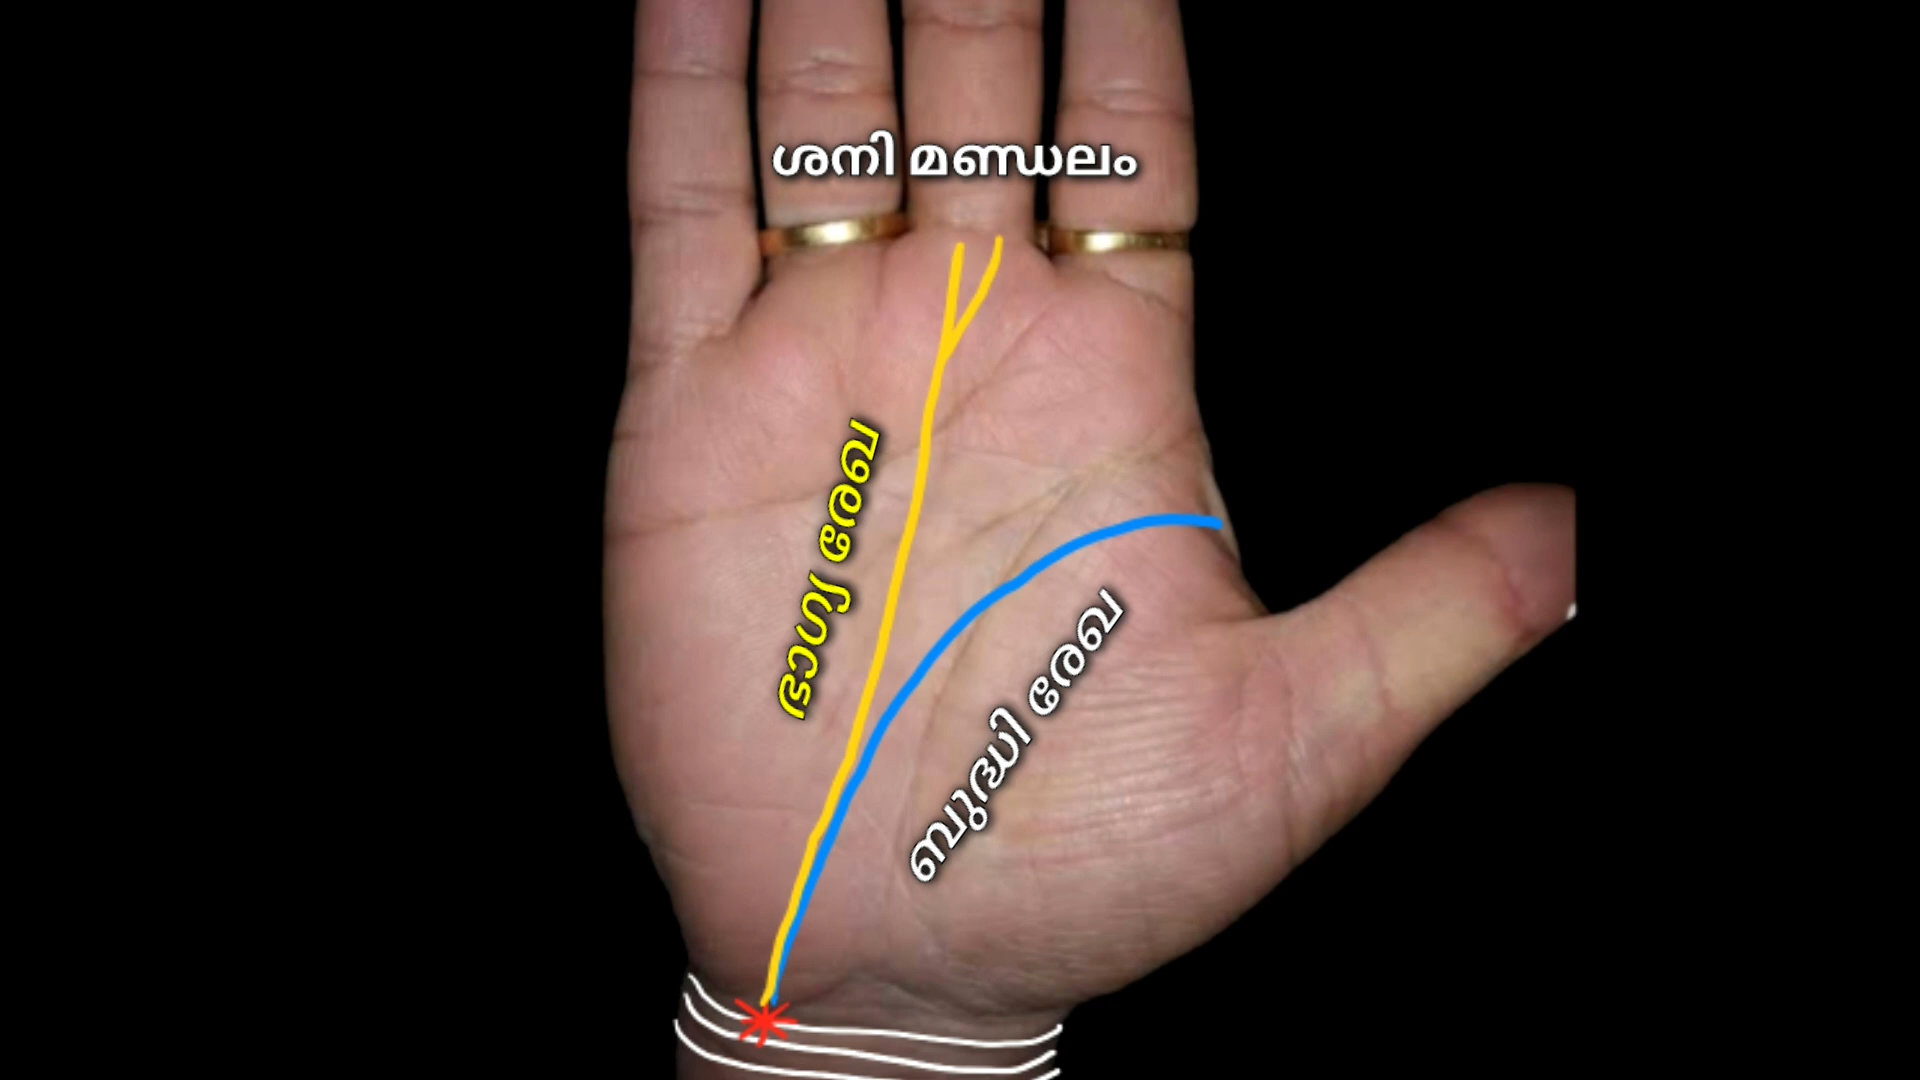 ശനി മണ്ഡലം
ഭാഗ്യ രേഖ
ബുദ്ധി രേഖ